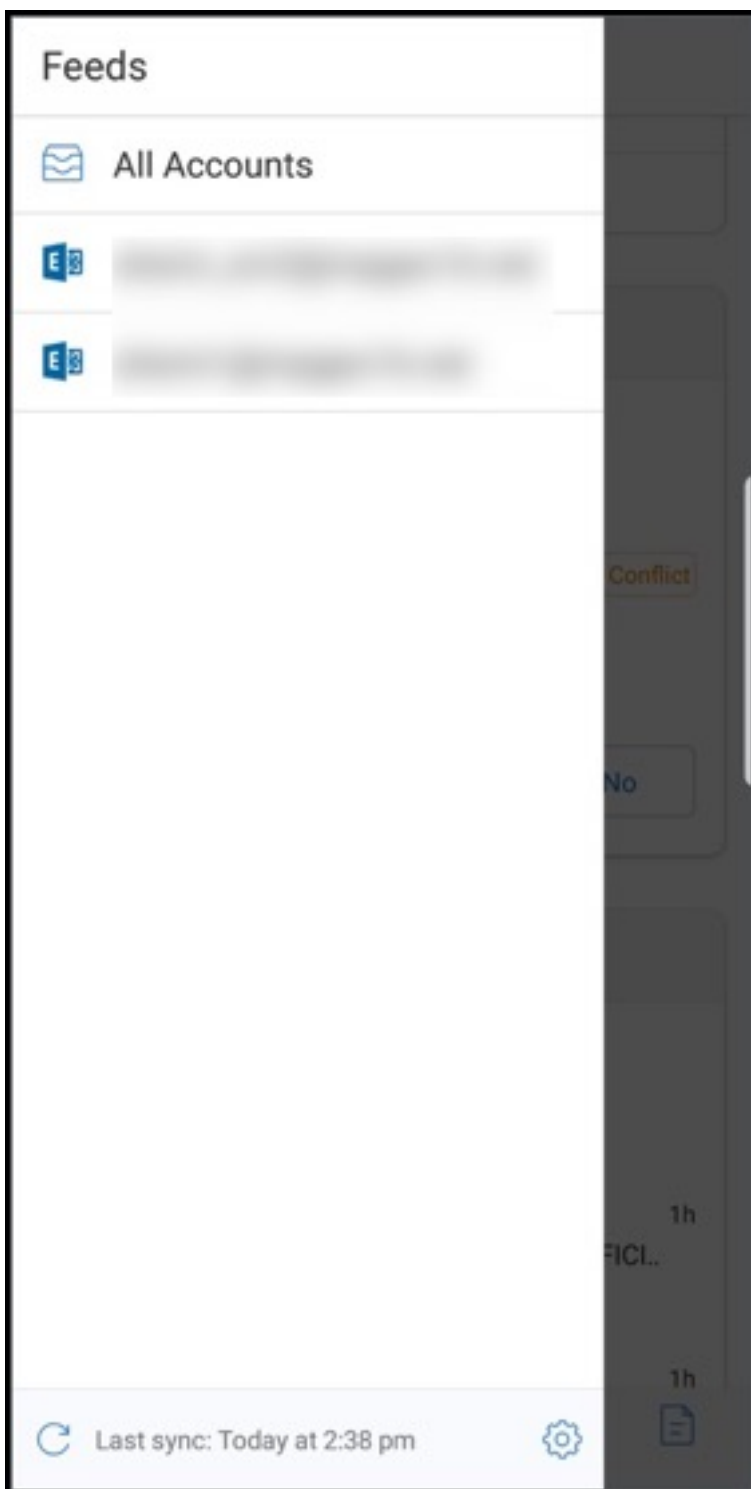 Feeds
All Accounts
E
E
Conflict
No
1h
FICI..
1h
Last sync: Today at 2:38 pm